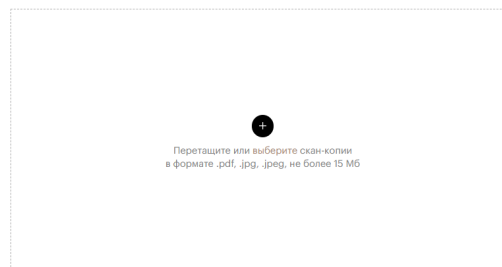 Перетащите или выберите скан-копии
в формате .pdf, .jpg, .jpeg, не более 15 Мб